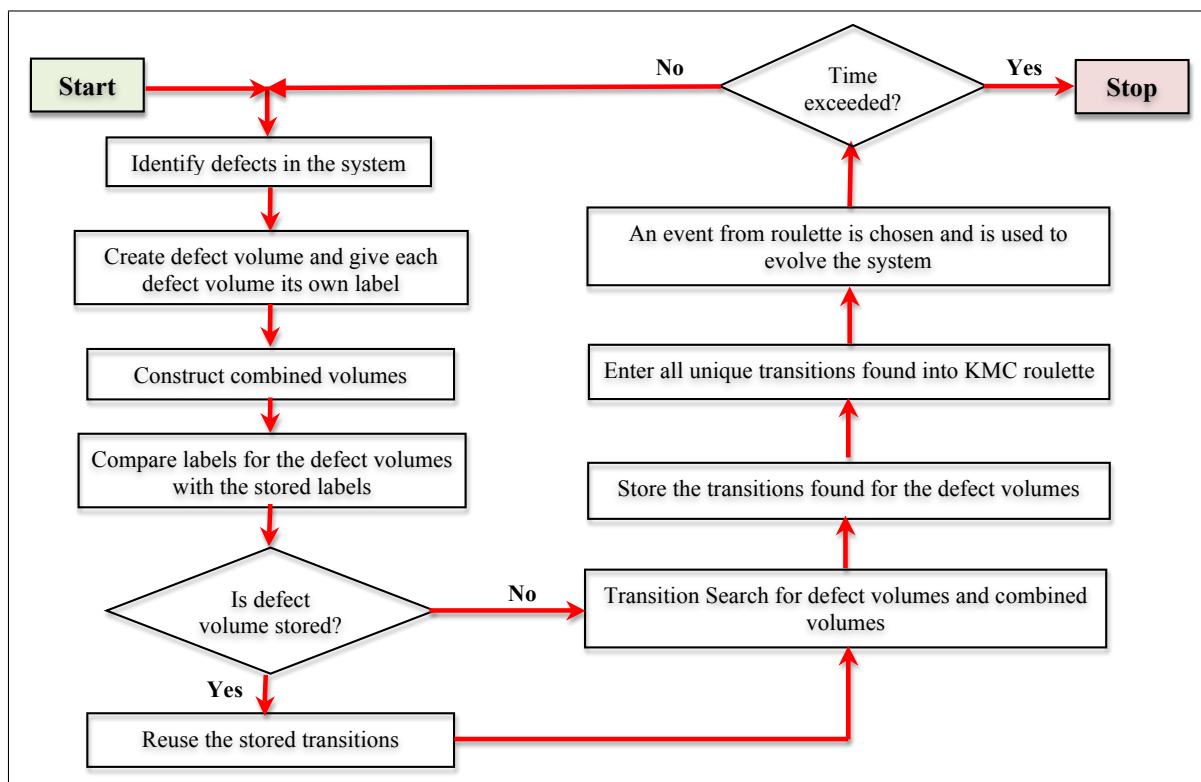 Start
Identify defects in the system
Create defect volume and give each
defect volume its own label
Construct combined volumes
Compare labels for the defect volumes
with the stored labels
Is defect
volume stored?
Yes
Reuse the stored transitions
No
Transition Search for defect volumes and combined
volumes
Store the transitions found for the defect volumes
Enter all unique transitions found into KMC roulette
An event from roulette is chosen and is used to
evolve the system
Time
exceeded?
No
Yes
Stop